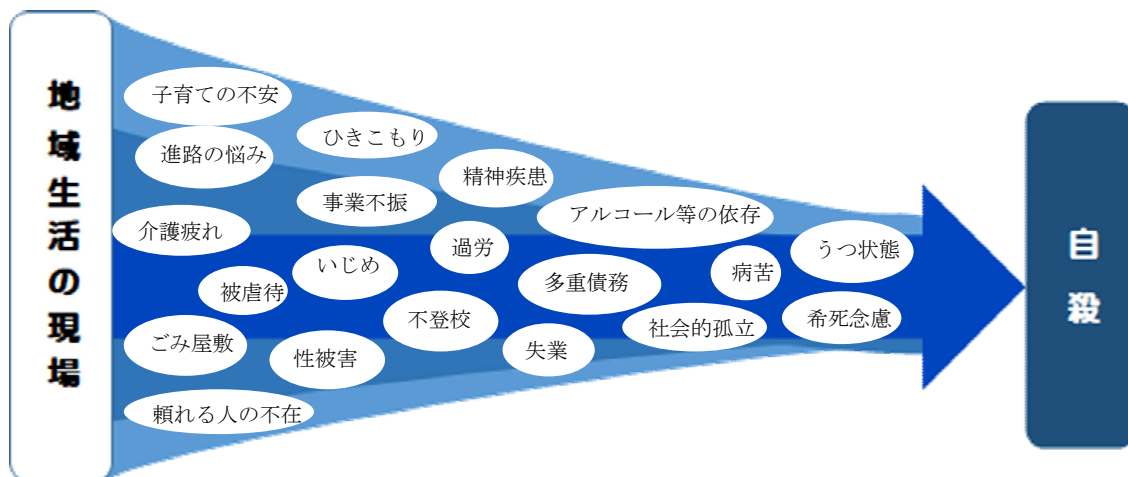 地域生活の現場
子育ての不安
ひきこもり
進路の悩み
精神疾患
事業不振
アルコール等の依存
介護疲れ
過労
うつ状態
いじめ
病苦
被虐待
多重債務
不登校
希死念慮
社会的孤立
ごみ屋敷
性被害
失業
頼れる人の不在
自殺